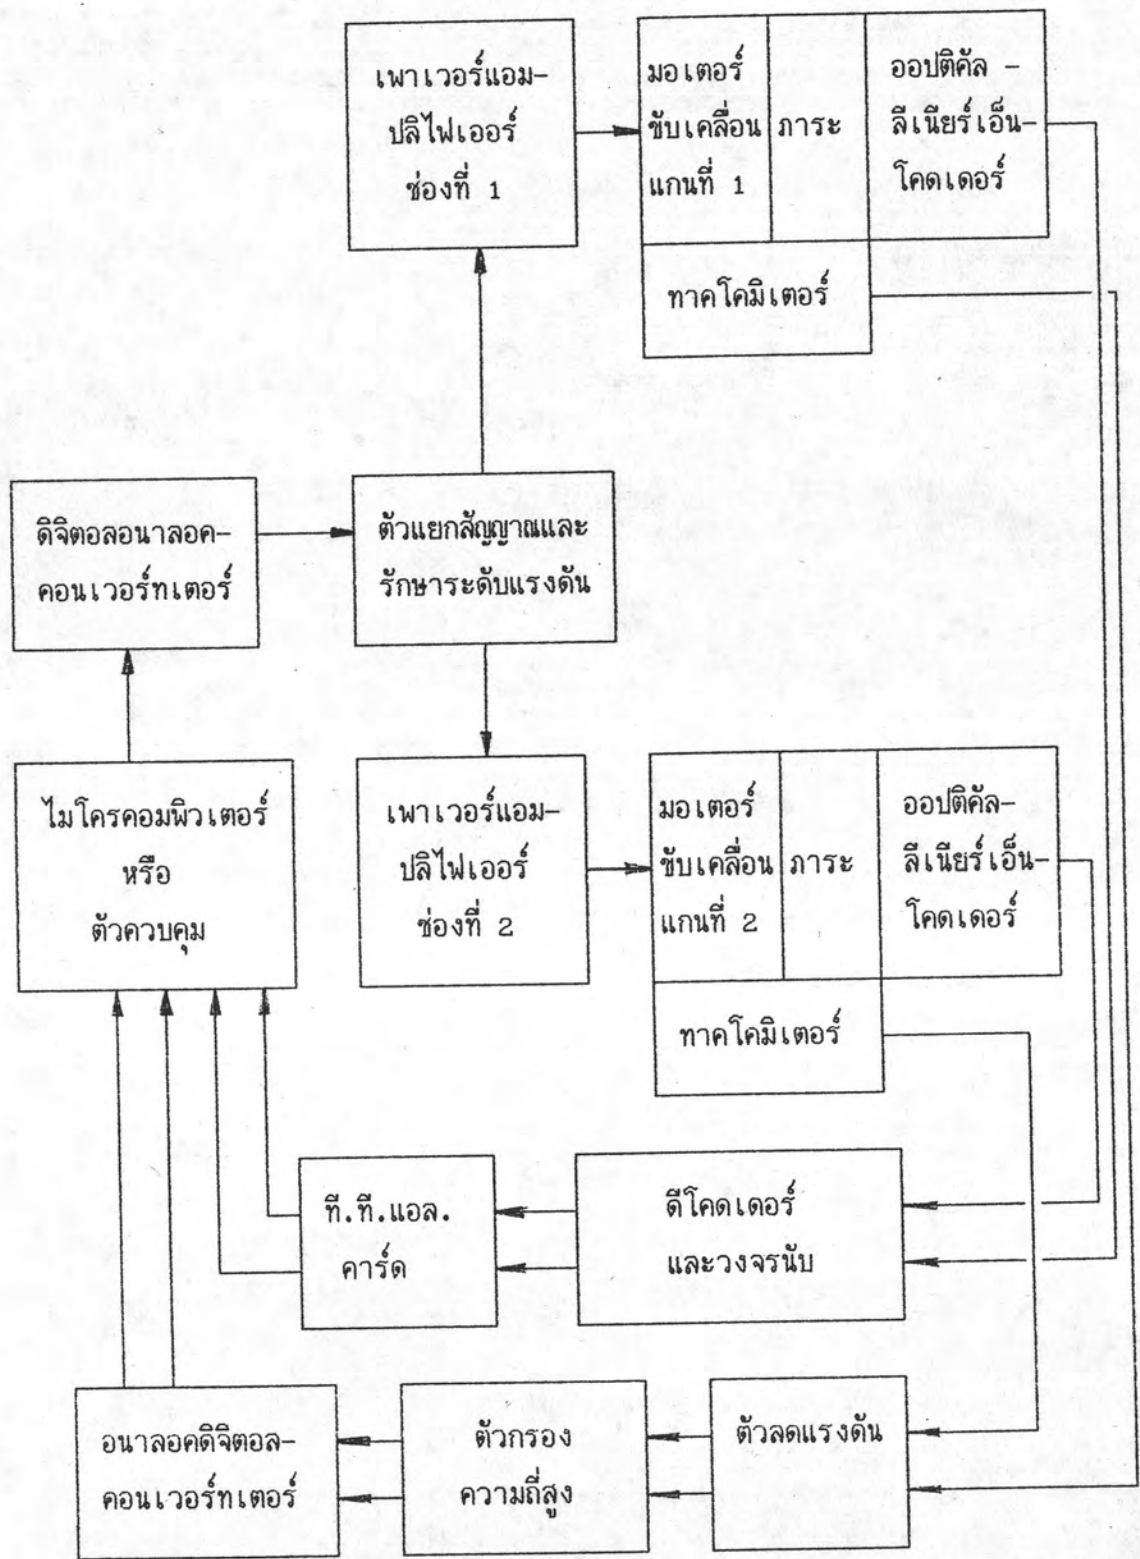 เพาเวอร์แอม-
ปลิไฟเออร์
ช่องที่ 1
มอเตอร์
ขับเคลื่อน
แกนที่ 1
ภาระ
ออปติคัล -
ลีเนียร์เอ็น-
โคดเดอร์
ทาคโคมิเตอร์
ดิจิตอลอนาลอค-
คอนเวอร์ทเตอร์
ตัวแยกสัญญาณและ
รักษาระดับแรงดัน
ไมโครคอมพิวเตอร์
หรือ
ตัวควบคุม
เพาเวอร์แอม-
ปลิไฟเออร์
ช่องที่ 2
มอเตอร์
ขับเคลื่อน
แกนที่ 2
ภาระ
ออปติคัล-
ลีเนียร์เอ็น-
โคดเดอร์
ทาคโคมิเตอร์
ที.ที.แอล.
คาร์ด
ดีโคดเดอร์
และวงจรนับ
อนาลอคดิจิตอล-
คอนเวอร์ทเตอร์
ตัวกรอง
ความถี่สูง
ตัวลดแรงดัน